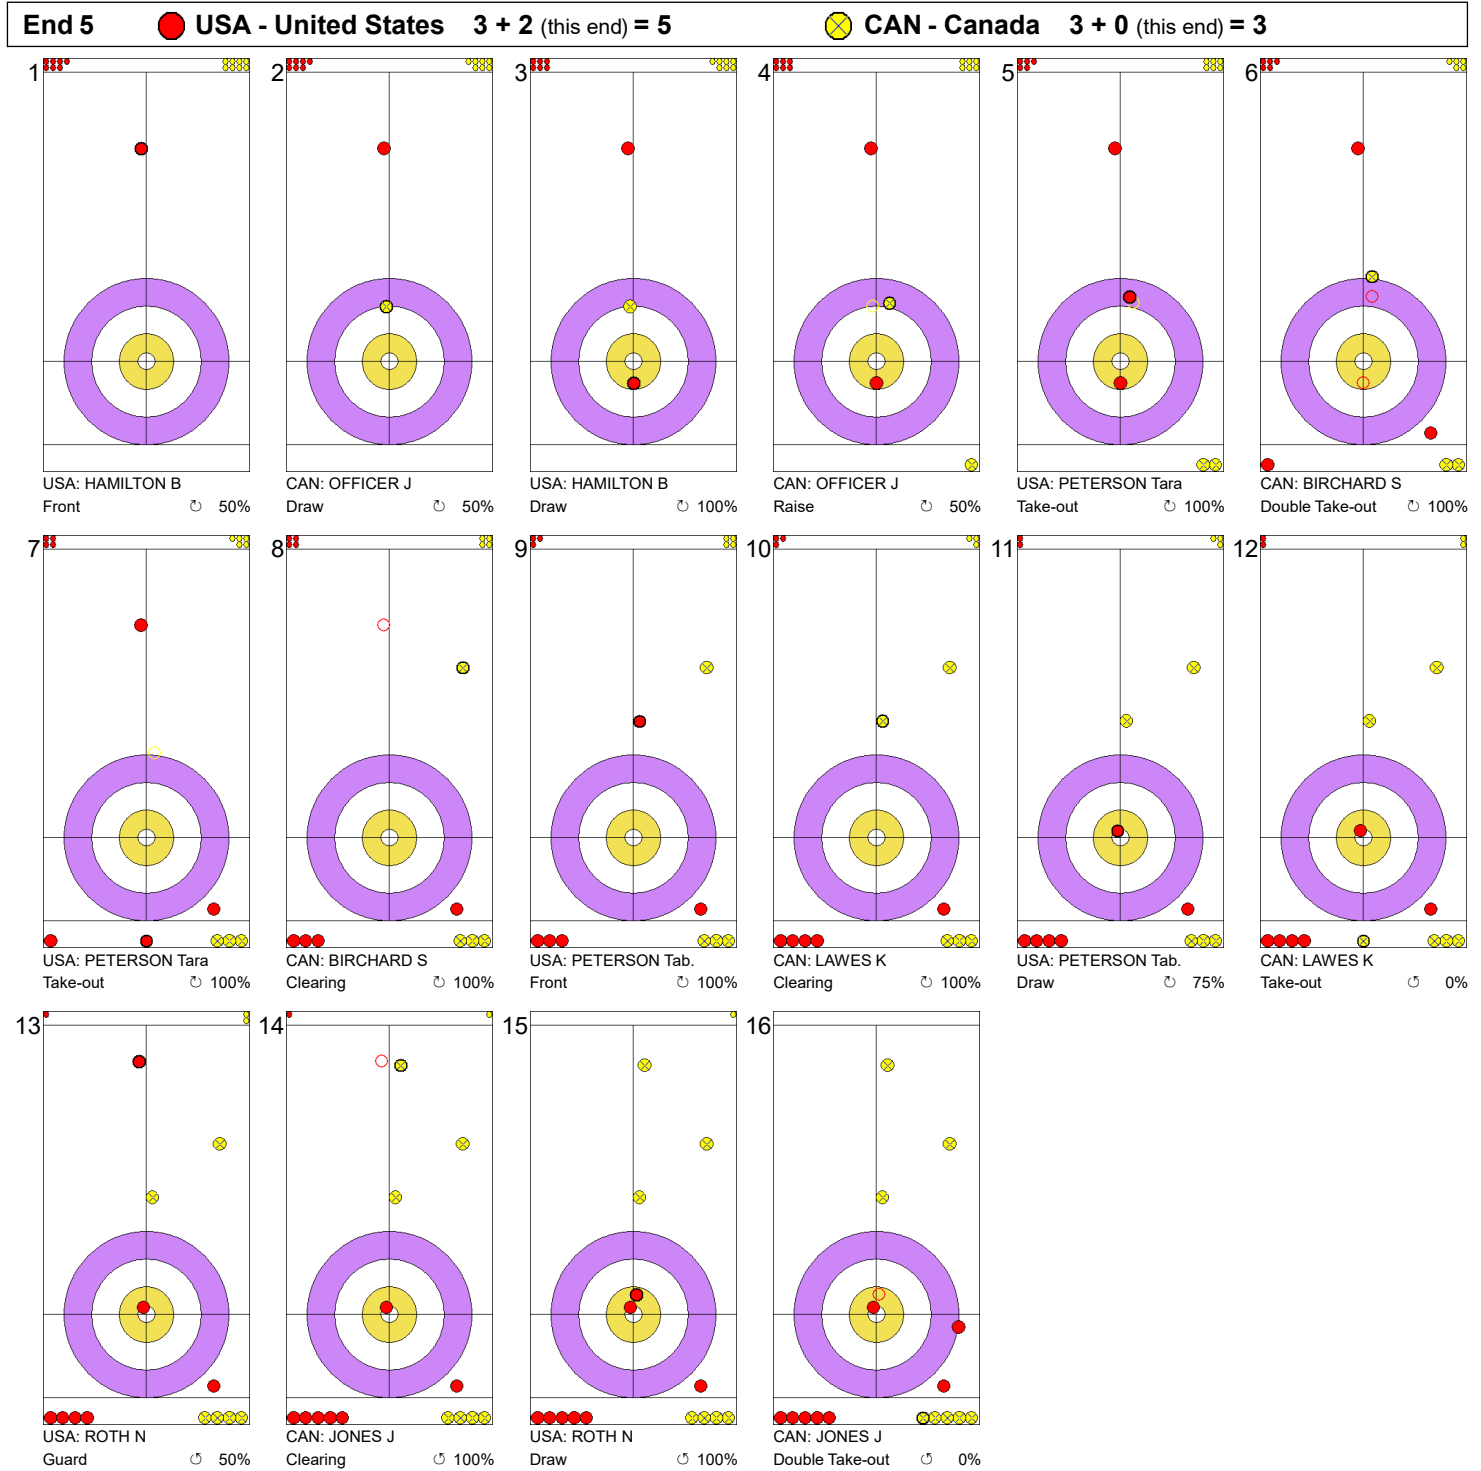 End 5 USA - United States 3 + 2 (this end) = 5 CAN - Canada 3 + 0 (this end) = 3
1 2 3 4 5 6
USA: HAMILTON B CAN: OFFICER J USA: HAMILTON B CAN: OFFICER J USA: PETERSON Tara CAN: BIRCHARD S
Front ↻ 50% Draw ↻ 50% Draw ↻ 100% Raise ↻ 50% Take-out ↻ 100% Double Take-out ↻ 100%
7 8 9 10 11 12
USA: PETERSON Tara CAN: BIRCHARD S USA: PETERSON Tab. CAN: LAWES K USA: PETERSON Tab. CAN: LAWES K
Take-out ↻ 100% Clearing ↻ 100% Front ↻ 100% Clearing ↻ 100% Draw ↻ 75% Take-out ↺ 0%
13 14 15 16
USA: ROTH N CAN: JONES J USA: ROTH N CAN: JONES J
Guard ↺ 50% Clearing ↺ 100% Draw ↺ 100% Double Take-out ↺ 0%